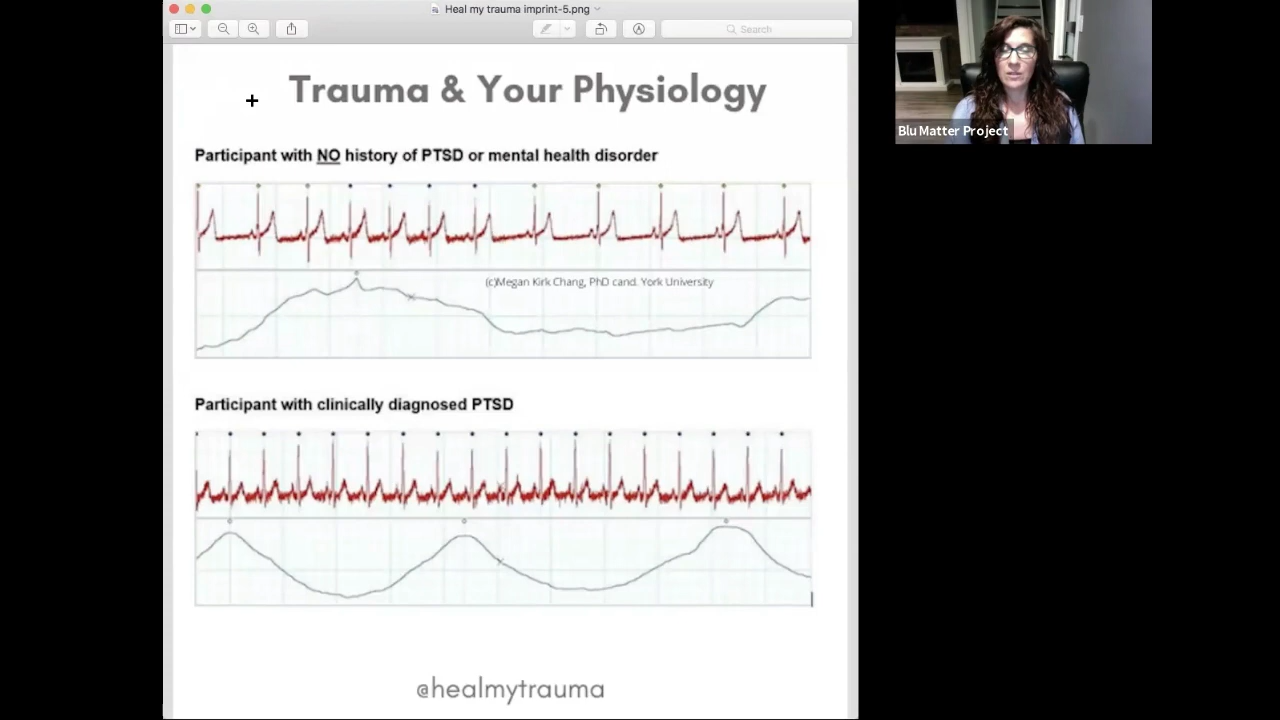 Heal my trauma imprint-5.png
Search
Trauma & Your Physiology
Participant with NO history of PTSD or mental health disorder
(c)Megan Kirk Chang, PhD cand. York University
Participant with clinically diagnosed PTSD
@healmytrauma
Blu Matter Project